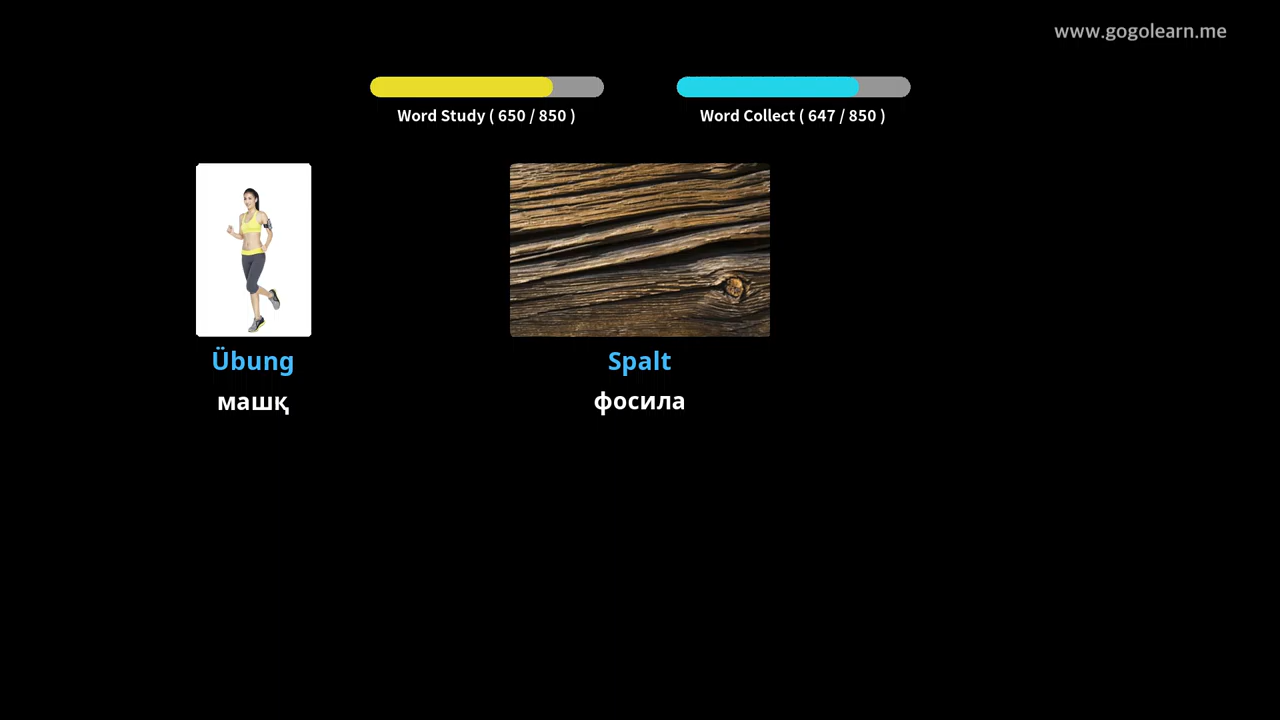 www.gogolearn.me
Word Study ( 650 / 850 )
Word Collect ( 647 / 850 )
Übung
машқ
Spalt
фосила